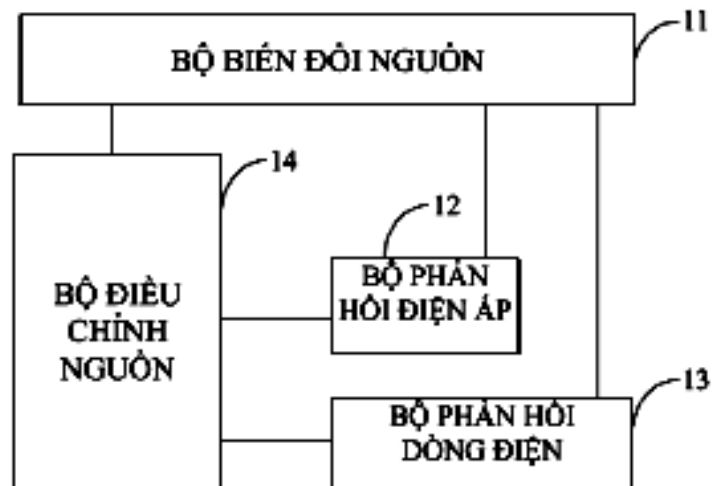 11
BỘ BIẾN ĐỔI NGUỒN
14
12
BỘ PHẢN
HỒI ĐIỆN ÁP
BỘ ĐIỀU
CHỈNH
NGUỒN
13
BỘ PHẢN HỒI
DÒNG ĐIỆN